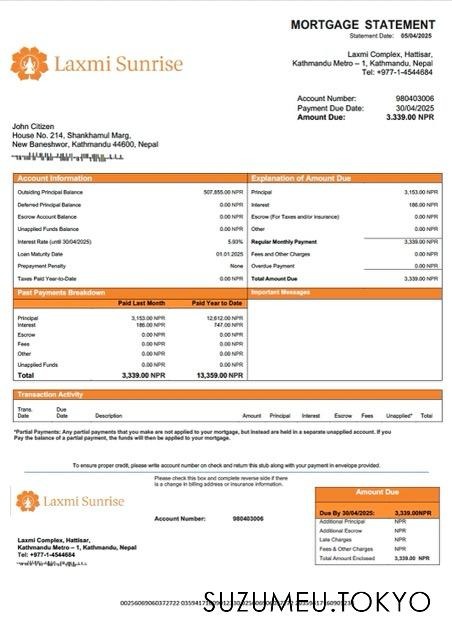 MORTGAGE STATEMENT
Statement Date: 05/04/2025
Laxmi Sunrise
Laxmi Complex, Hattisar,
Kathmandu Metro – 1, Kathmandu, Nepal
Tel: +977-1-4544684
Account Number: 980403006
Payment Due Date: 30/04/2025
Amount Due: 3.339.00 NPR
John Citizen
House No. 214, Shankhamul Marg,
New Baneshwor, Kathmandu 44600, Nepal
Account Information
Outsiding Principal Balance 507,855.00 NPR
Deferred Principal Balance 0.00 NPR
Escrow Account Balance 0.00 NPR
Unapplied Funds Balance 0.00 NPR
Interest Rate (until 30/04/2025) 5.93%
Loan Maturity Date 01.01.2025
Prepayment Penalty None
Taxes Paid Year-to-Date 0.00 NPR
Explanation of Amount Due
Principal 3,153.00 NPR
Interest 186.00 NPR
Escrow (For Taxes and/or insurance) 0.00 NPR
Other 0.00 NPR
Regular Monthly Payment 3,339.00 NPR
Fees and Other Charges 0.00 NPR
Overdue Payment 0.00 NPR
Total Amount Due 3,339.00 NPR
Past Payments Breakdown
Paid Last Month Paid Year to Date
Principal 3,153.00 NPR 12,612.00 NPR
Interest 186.00 NPR 747.00 NPR
Escrow 0.00 NPR 0.00 NPR
Fees 0.00 NPR 0.00 NPR
Other 0.00 NPR 0.00 NPR
Unapplied Funds 0.00 NPR 0.00 NPR
Total 3,339.00 NPR 13,359.00 NPR
Important Messages
Transaction Activity
Trans. Date Due Date Description Amount Principal Interest Escrow Fees Unapplied* Total
*Partial Payments: Any partial payments that you make are not applied to your mortgage, but instead are held in a separate unapplied account. If you
Pay the balance of a partial payment, the funds will then be applied to your mortgage.
To ensure proper credit, please write account number on check and return this stub along with your payment in envelope provided.
Laxmi Sunrise
Please check this box and complete reverse side if there
is a change in billing address or insurance information.
Account Number: 980403006
Laxmi Complex, Hattisar,
Kathmandu Metro – 1, Kathmandu, Nepal
Tel: +977-1-4544684
Amount Due
Due By 30/04/2025: 3,339.00NPR
Additional Principal NPR
Additional Escrow NPR
Late Charges NPR
Fees & Other Charges NPR
Total Amount Enclosed 3,339.00 NPR
SUZUMEU.TOKYO